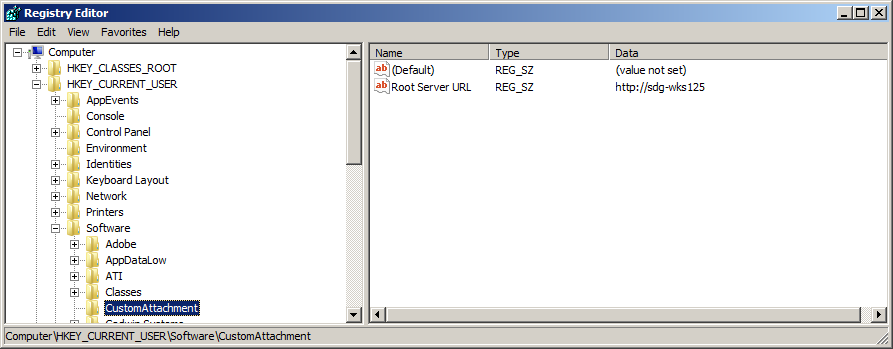 Registry Editor
File Edit View Favorites Help
Computer
HKEY_CLASSES_ROOT
HKEY_CURRENT_USER
AppEvents
Console
Control Panel
Environment
Identities
Keyboard Layout
Network
Printers
Software
Adobe
AppDataLow
ATI
Classes
CustomAttachment
Name Type Data
ab (Default) REG_SZ (value not set)
ab Root Server URL REG_SZ http://sdg-wks125
Computer\HKEY_CURRENT_USER\Software\CustomAttachment